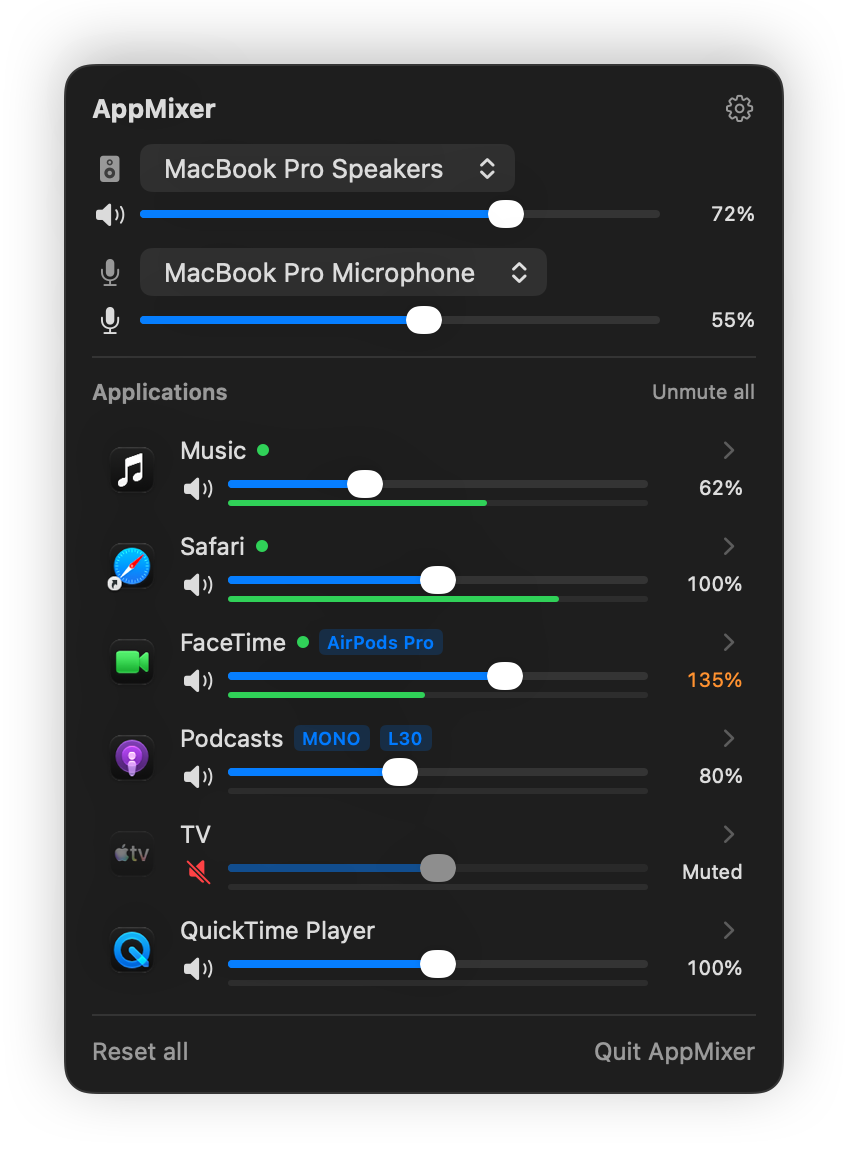 AppMixer
MacBook Pro Speakers
72%
MacBook Pro Microphone
55%
Applications Unmute all
Music
62%
Safari
100%
FaceTime AirPods Pro
135%
Podcasts MONO L30
80%
tv TV
Muted
QuickTime Player
100%
Reset all Quit AppMixer